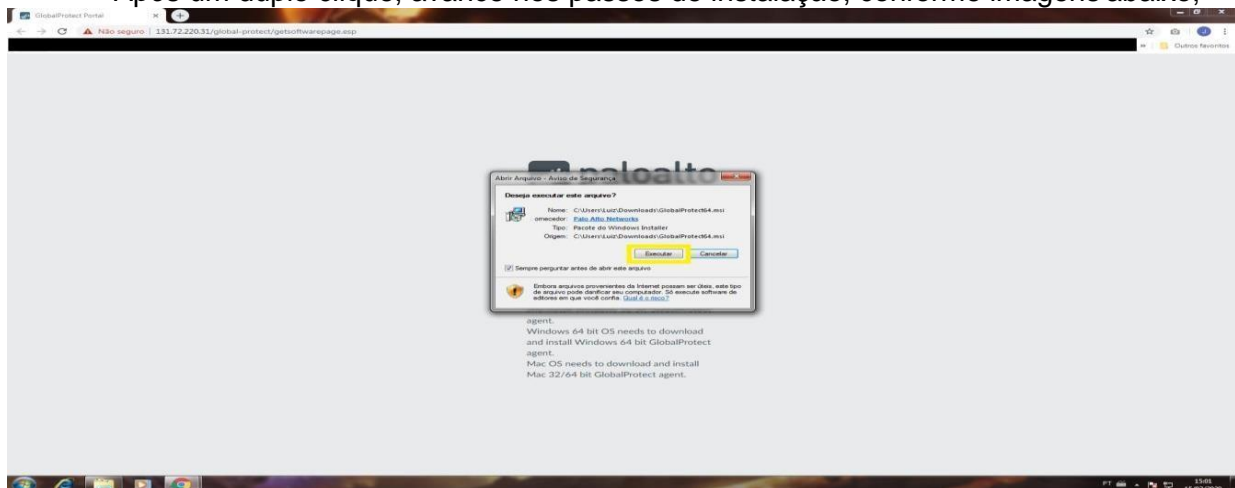 Após um duplo clique, avance nos passos de instalação, conforme imagens abaixo;
GlobalProtect Portal
Não seguro | 131.72.220.31/global-protect/getsoftwarepage.esp
Outros favoritos
paloalto
Abrir Arquivo - Aviso de Segurança
Deseja executar este arquivo?
Nome: C:\Users\Luiz\Downloads\GlobalProtect64.msi
ornecedor: Palo Alto Networks
Tipo: Pacote do Windows Installer
Origem: C:\Users\Luiz\Downloads\GlobalProtect64.msi
Executar Cancelar
Sempre perguntar antes de abrir este arquivo
Embora arquivos provenientes da Internet possam ser úteis, este tipo
de arquivo pode danificar seu computador. Só execute software de
editores em que você confia. Qual é o risco?
agent.
Windows 64 bit OS needs to download
and install Windows 64 bit GlobalProtect
agent.
Mac OS needs to download and install
Mac 32/64 bit GlobalProtect agent.
PT 15:01